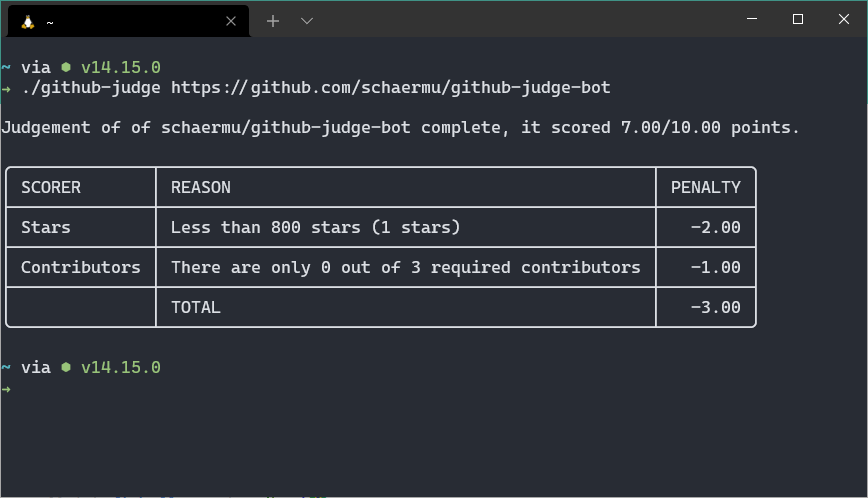 ~
~ via v14.15.0
→ ./github-judge https://github.com/schaermu/github-judge-bot
Judgement of of schaermu/github-judge-bot complete, it scored 7.00/10.00 points.
SCORER REASON PENALTY
Stars Less than 800 stars (1 stars) -2.00
Contributors There are only 0 out of 3 required contributors -1.00
TOTAL -3.00
~ via v14.15.0
→